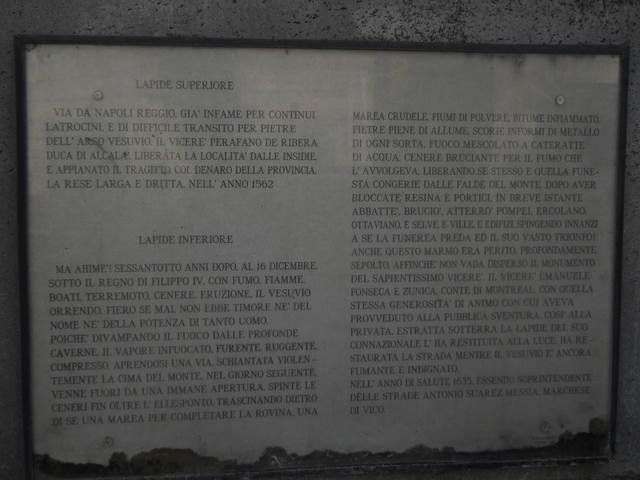 LAPIDE SUPERIORE
VIA DA NAPOLI REGGIO, GIA' INFAME PER CONTINUI
LATROCINI, E DI DIFFICILE TRANSITO PER PIETRE
DELL' ARSO VESUVIO, IL VICERE' PERAFANO DE RIBERA
DUCA DI ALCALA' LIBERATA LA LOCALITA' DALLE INSIDIE,
E APPIANATO IL TRAGITTO COL DENARO DELLA PROVINCIA,
LA RESE LARGA E DRITTA, NELL' ANNO 1562
LAPIDE INFERIORE
MA AHIME'! SESSANTOTTO ANNI DOPO, AL 16 DICEMBRE,
SOTTO IL REGNO DI FILIPPO IV, CON FUMO, FIAMME,
BOATI, TERREMOTO, CENERE, ERUZIONE, IL VESUVIO
ORRENDO, FIERO SE MAL NON EBBE TIMORE NE' DEL
NOME NE' DELLA POTENZA DI TANTO UOMO.
POICHE' DIVAMPANDO IL FUOCO DALLE PROFONDE
CAVERNE, IL VAPORE INFUOCATO, FURENTE, RUGGENTE,
COMPRESSO, APRENDOSI UNA VIA, SCHIANTATA VIOLEN-
TEMENTE LA CIMA DEL MONTE, NEL GIORNO SEGUENTE,
VENNE FUORI DA UNA IMMANE APERTURA, SPINTE LE
CENERI FIN OLTRE L' ELLESPONTO, TRASCINANDO DIETRO
DI SE UNA MAREA PER COMPLETARE LA ROVINA, UNA
MAREA CRUDELE, FIUMI DI POLVERE, BITUME INFIAMMATO,
PIETRE PIENE DI ALLUME, SCORIE INFORMI DI METALLO
DI OGNI SORTA, FUOCO MESCOLATO A CATERATTE
DI ACQUA, CENERE BRUCIANTE PER IL FUMO CHE
L' AVVOLGEVA, LIBERANDO SE STESSO E QUELLA FUNE-
STA CONGERIE DALLE FALDE DEL MONTE, DOPO AVER
BLOCCATE RESINA E PORTICI, IN BREVE ISTANTE
ABBATTE', BRUCIO', ATTERRO' POMPEI, ERCOLANO,
OTTAVIANO, E SELVE, E VILLE, E EDIFIZI, SPINGENDO INNANZI
A SE LA FUNEREA PREDA ED IL SUO VASTO TRIONFO!
ANCHE QUESTO MARMO ERA PERITO, PROFONDAMENTE
SEPOLTO, AFFINCHE' NON VADA DISPERSO IL MONUMENTO
DEL SAPIENTISSIMO VICERE', IL VICERE' EMANUELE
FONSECA E ZUNICA, CONTE DI MONTREAL, CON QUELLA
STESSA GENEROSITA' DI ANIMO CON CUI AVEVA
PROVVEDUTO ALLA PUBBLICA SVENTURA, COSI' ALLA
PRIVATA, ESTRATTA SOTTERRA LA LAPIDE DEL SUO
CONNAZIONALE L' HA RESTITUITA ALLA LUCE, HA RE-
STAURATA LA STRADA MENTRE IL VESUVIO E' ANCORA
FUMANTE E INDIGNATO.
NELL' ANNO DI SALUTE 1635, ESSENDO SOPRINTENDENTE
DELLE STRADE ANTONIO SUAREZ MESSIA, MARCHESE
DI VICO.